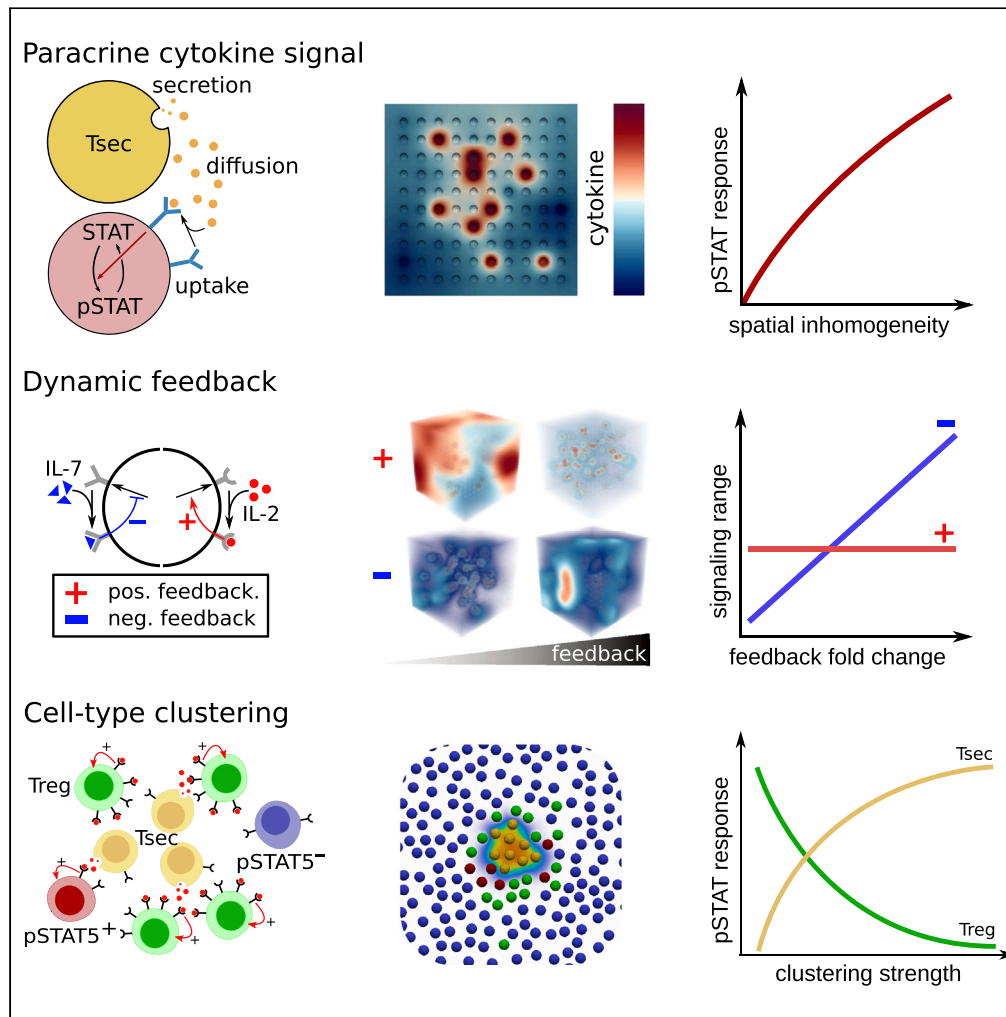 Paracrine cytokine signal
secretion
Tsec
diffusion
STAT
pSTAT
uptake
cytokine
pSTAT response
spatial inhomogeneity
Dynamic feedback
IL-7
IL-2
−
+
+ pos. feedback.
− neg. feedback
+
−
feedback
signaling range
−
+
feedback fold change
Cell-type clustering
+
+
Treg
Tsec
pSTAT5−
+
pSTAT5+
+
+
pSTAT response
Tsec
Treg
clustering strength